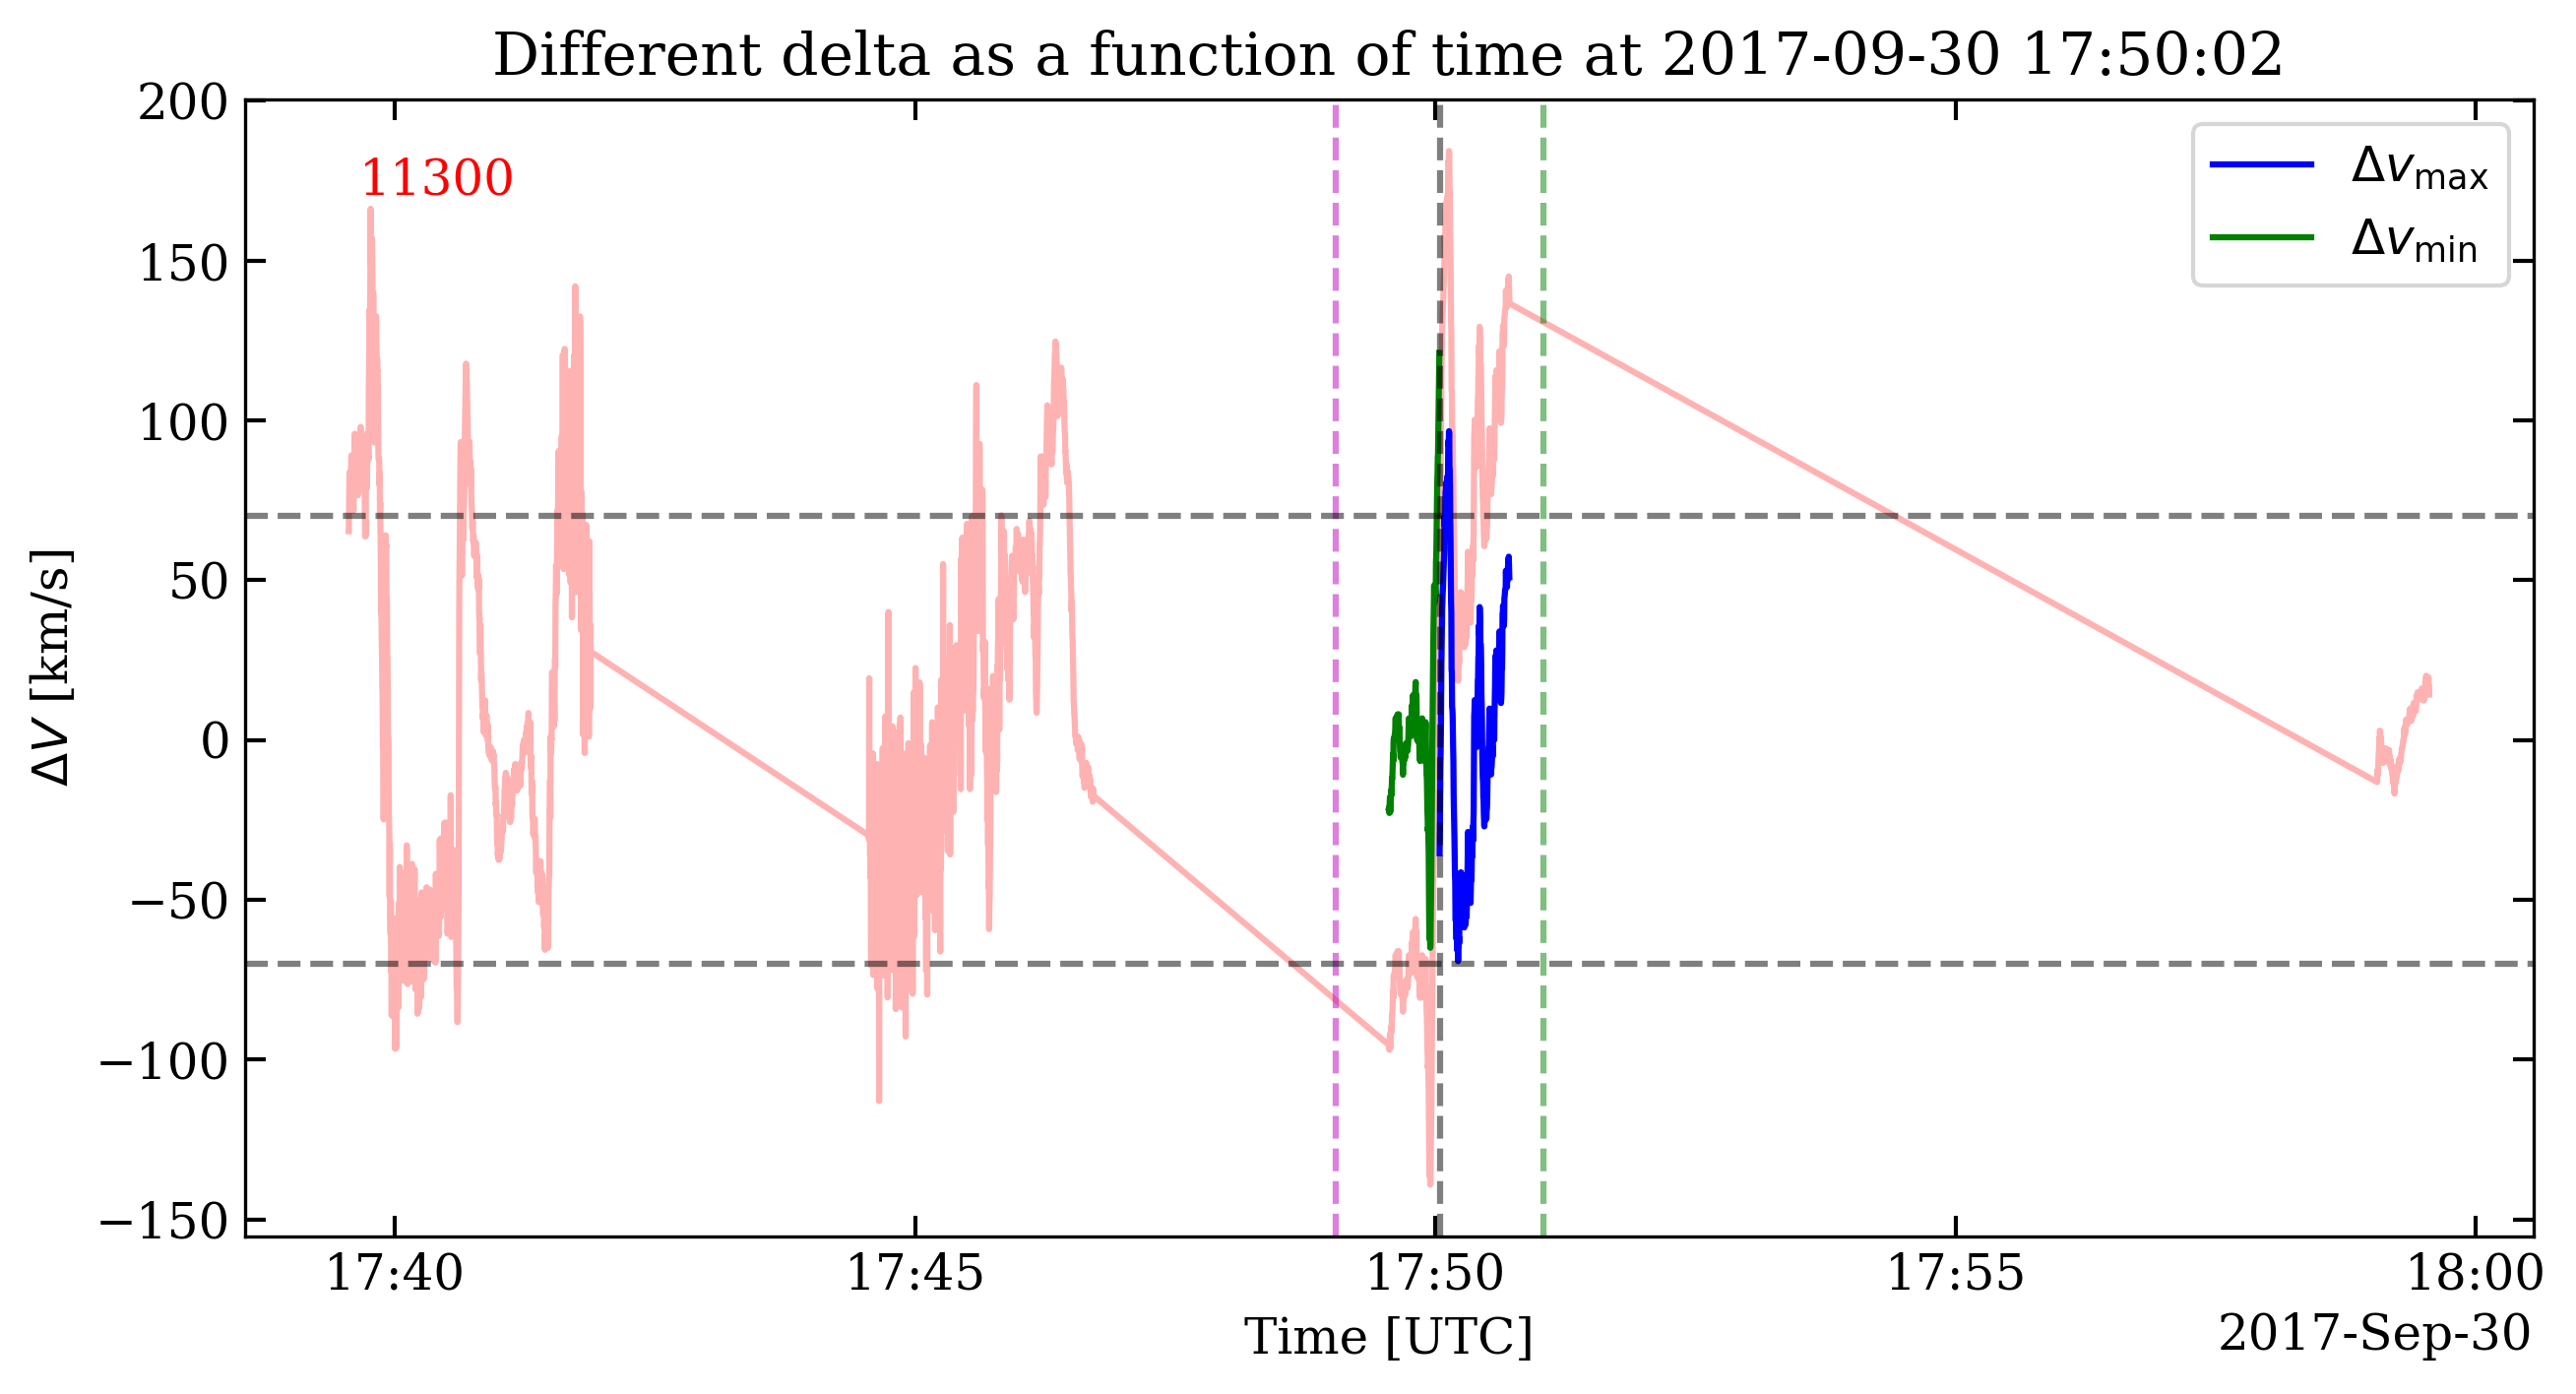 Different delta as a function of time at 2017-09-30 17:50:02
200
150
100
50
0
−50
−100
−150
ΔV [km/s]
11300
Δvmax
Δvmin
17:40 17:45 17:50 17:55 18:00
Time [UTC]
2017-Sep-30